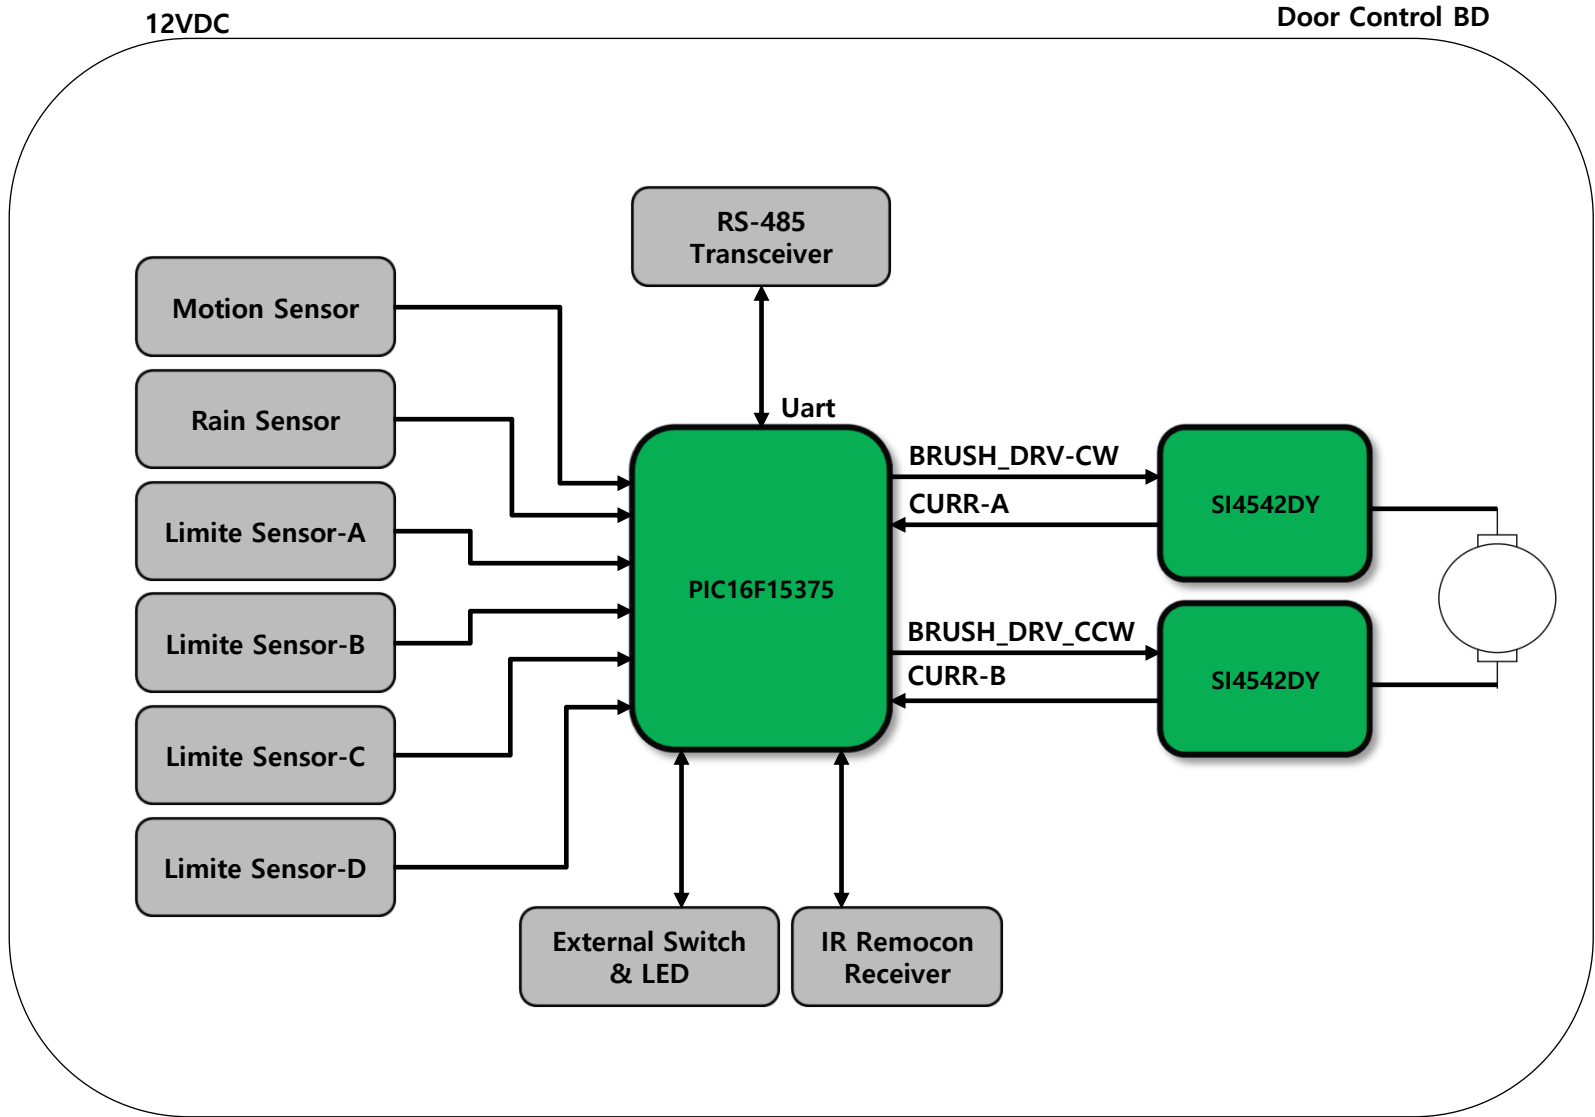 12VDC
Door Control BD
RS-485
Transceiver
Motion Sensor
Rain Sensor
Limite Sensor-A
Limite Sensor-B
Limite Sensor-C
Limite Sensor-D
Uart
PIC16F15375
BRUSH_DRV-CW
CURR-A
SI4542DY
BRUSH_DRV_CCW
CURR-B
SI4542DY
External Switch
& LED
IR Remocon
Receiver